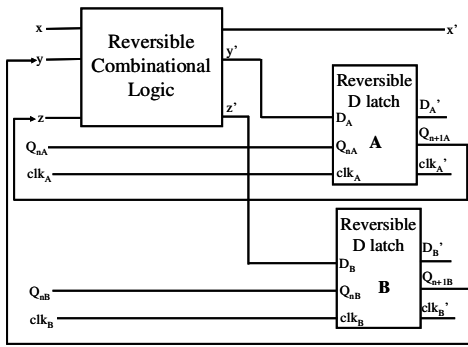 x
Reversible
Combinational
Logic
x'
y
y'
z
z'
Reversible
D latch
A
D_A
Q_nA
clk_A
D_A'
Q_n+1A
clk_A'
Q_nA
clk_A
Reversible
D latch
B
D_B
Q_nB
clk_B
D_B'
Q_n+1B
clk_B'
Q_nB
clk_B